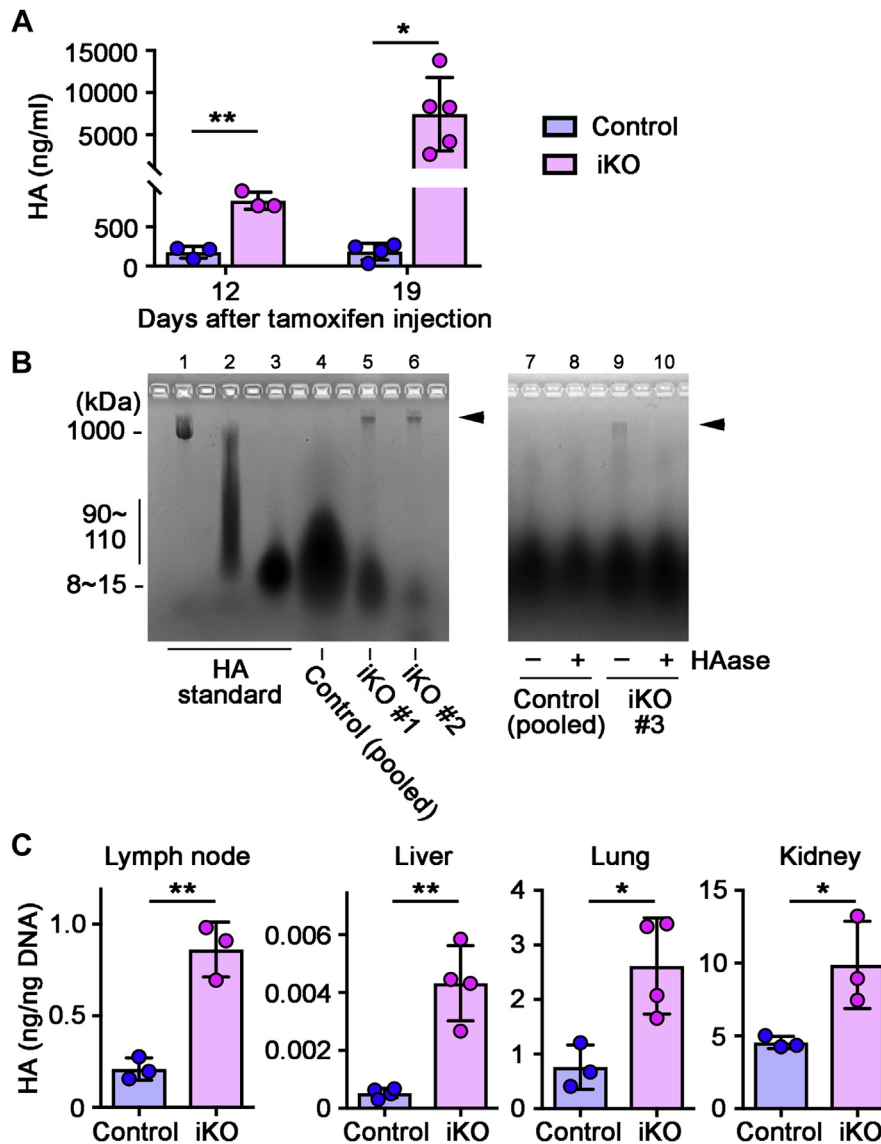 A
HA (ng/ml)
15000
10000
5000
500
0
**
*
12
19
Days after tamoxifen injection
Control
iKO
B
1 2 3 4 5 6
7 8 9 10
(kDa)
1000 -
90~
110
8~15 -
HA
standard
Control (pooled)
iKO #1
iKO #2
− + − + HAase
Control
(pooled)
iKO
#3
C
HA (ng/ng DNA)
Lymph node
**
1.0
0.5
0
Control iKO
Liver
**
0.006
0.004
0.002
0
Control iKO
Lung
*
4
3
2
1
0
Control iKO
Kidney
*
15
10
5
0
Control iKO